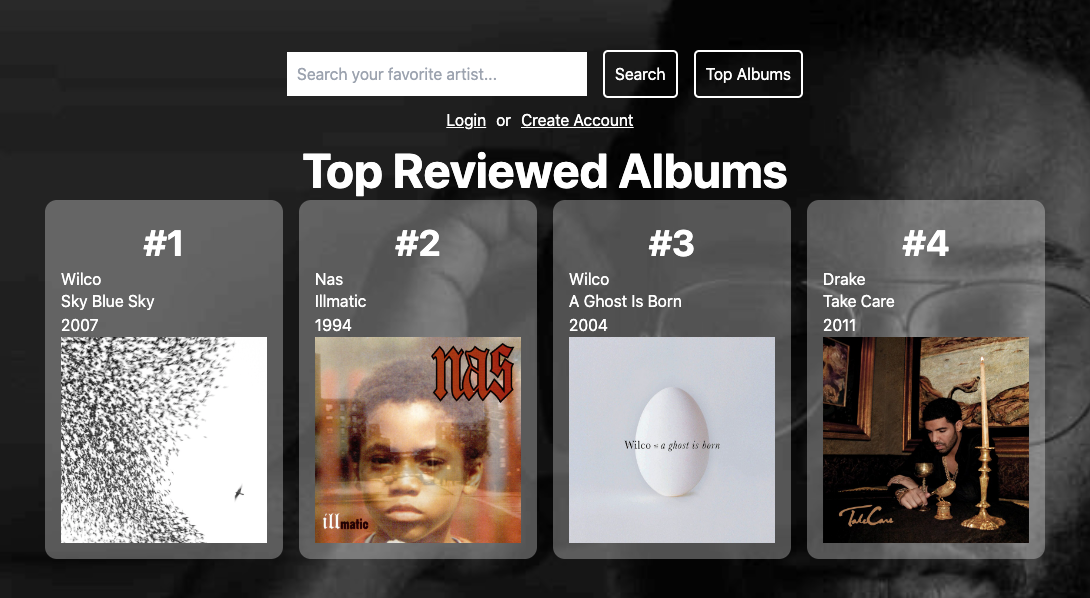 Search your favorite artist...
Search
Top Albums
Login or Create Account
Top Reviewed Albums
#1
Wilco
Sky Blue Sky
2007
#2
Nas
Illmatic
1994
nas
illmatic
#3
Wilco
A Ghost Is Born
2004
Wilco = a ghost is born
#4
Drake
Take Care
2011
TakeCare